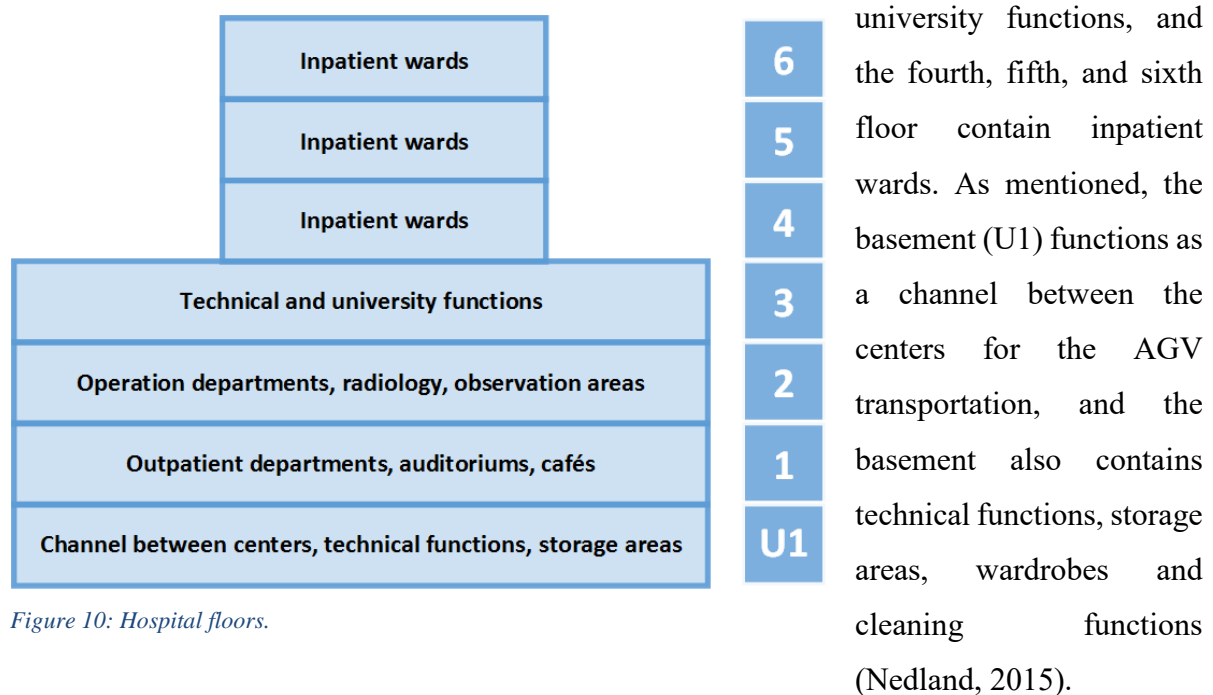 Inpatient wards
6
Inpatient wards
5
Inpatient wards
4
Technical and university functions
3
Operation departments, radiology, observation areas
2
Outpatient departments, auditoriums, cafés
1
Channel between centers, technical functions, storage areas
U1
Figure 10: Hospital floors.
university functions, and
the fourth, fifth, and sixth
floor contain inpatient
wards. As mentioned, the
basement (U1) functions as
a channel between the
centers for the AGV
transportation, and the
basement also contains
technical functions, storage
areas, wardrobes and
cleaning functions
(Nedland, 2015).